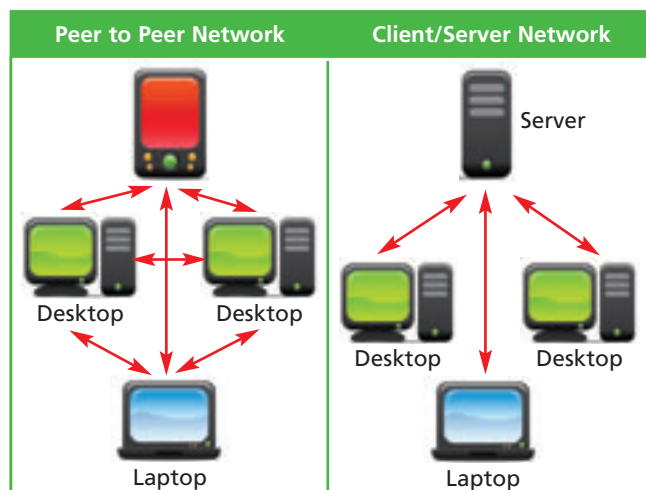 Peer to Peer Network
Desktop Desktop
Laptop
Client/Server Network
Server
Desktop Desktop
Laptop